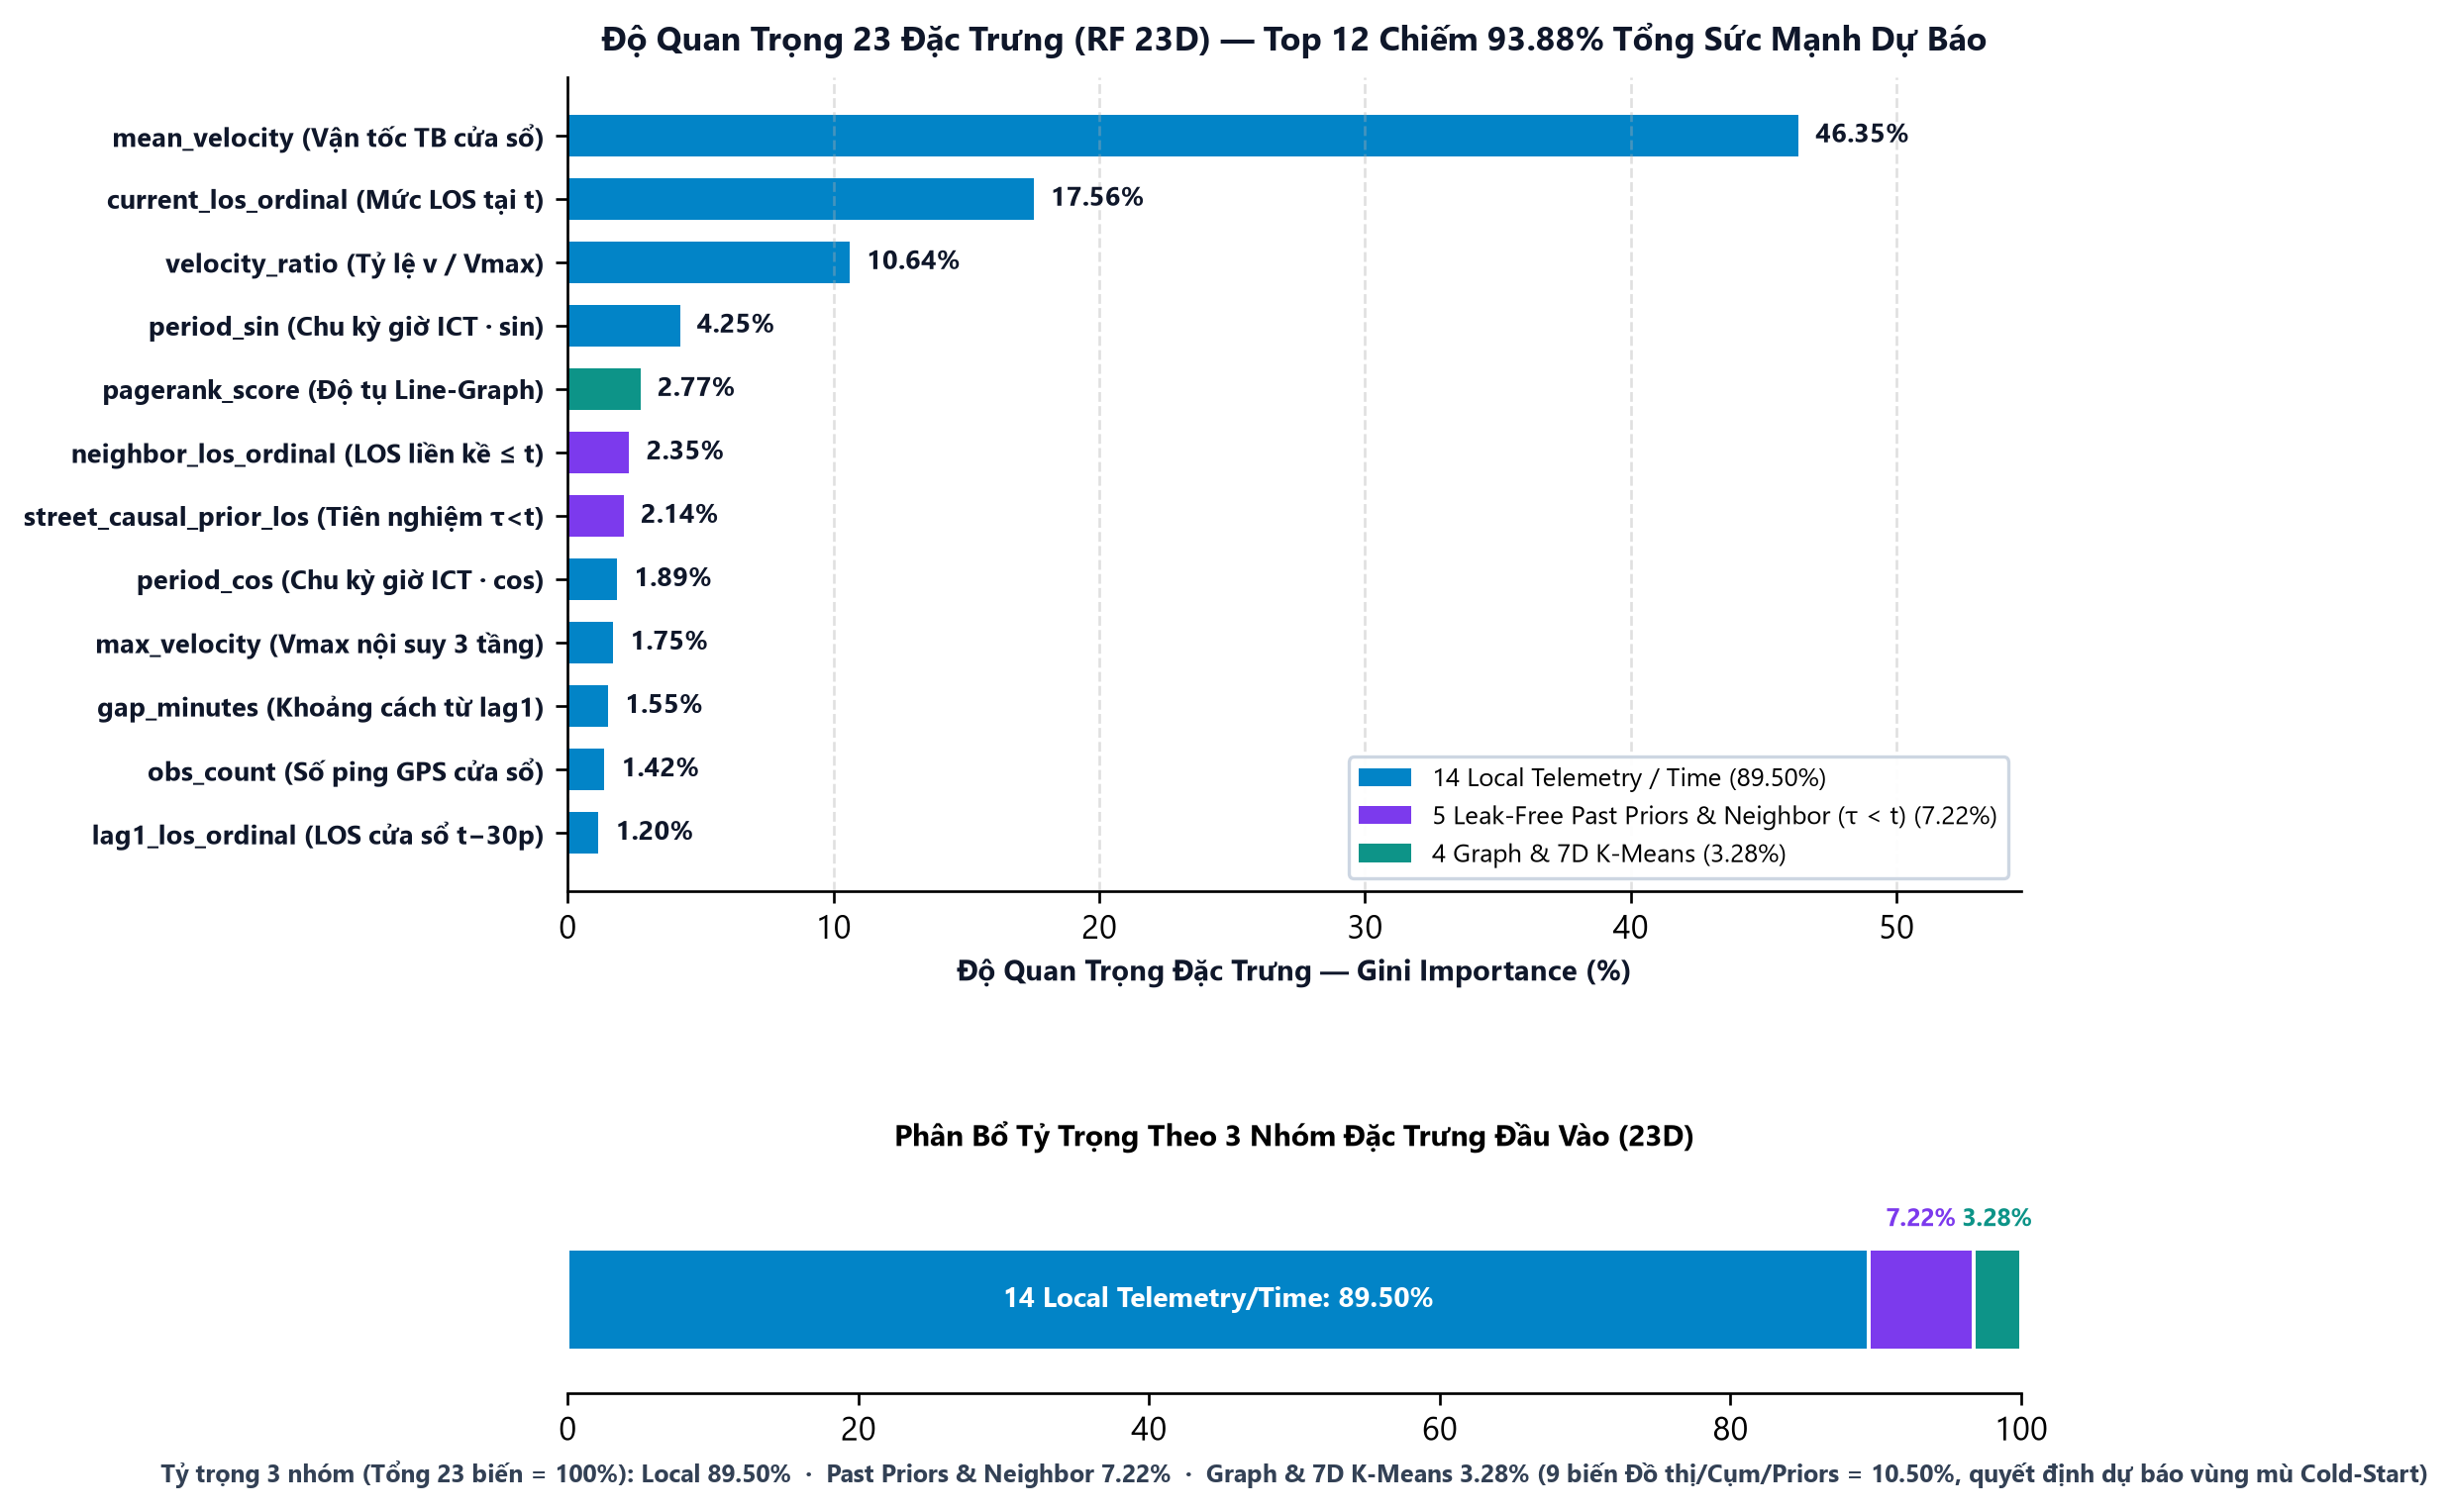 Độ Quan Trọng 23 Đặc Trưng (RF 23D) — Top 12 Chiếm 93.88% Tổng Sức Mạnh Dự Báo
mean_velocity (Vận tốc TB cửa sổ) 46.35%
current_los_ordinal (Mức LOS tại t) 17.56%
velocity_ratio (Tỷ lệ v / Vmax) 10.64%
period_sin (Chu kỳ giờ ICT · sin) 4.25%
pagerank_score (Độ tụ Line-Graph) 2.77%
neighbor_los_ordinal (LOS liền kề ≤ t) 2.35%
street_causal_prior_los (Tiên nghiệm τ<t) 2.14%
period_cos (Chu kỳ giờ ICT · cos) 1.89%
max_velocity (Vmax nội suy 3 tầng) 1.75%
gap_minutes (Khoảng cách từ lag1) 1.55%
obs_count (Số ping GPS cửa sổ) 1.42%
lag1_los_ordinal (LOS cửa sổ t−30p) 1.20%
14 Local Telemetry / Time (89.50%)
5 Leak-Free Past Priors & Neighbor (τ < t) (7.22%)
4 Graph & 7D K-Means (3.28%)
0 10 20 30 40 50
Độ Quan Trọng Đặc Trưng — Gini Importance (%)
Phân Bổ Tỷ Trọng Theo 3 Nhóm Đặc Trưng Đầu Vào (23D)
7.22% 3.28%
14 Local Telemetry/Time: 89.50%
0 20 40 60 80 100
Tỷ trọng 3 nhóm (Tổng 23 biến = 100%): Local 89.50% · Past Priors & Neighbor 7.22% · Graph & 7D K-Means 3.28% (9 biến Đồ thị/Cụm/Priors = 10.50%, quyết định dự báo vùng mù Cold-Start)